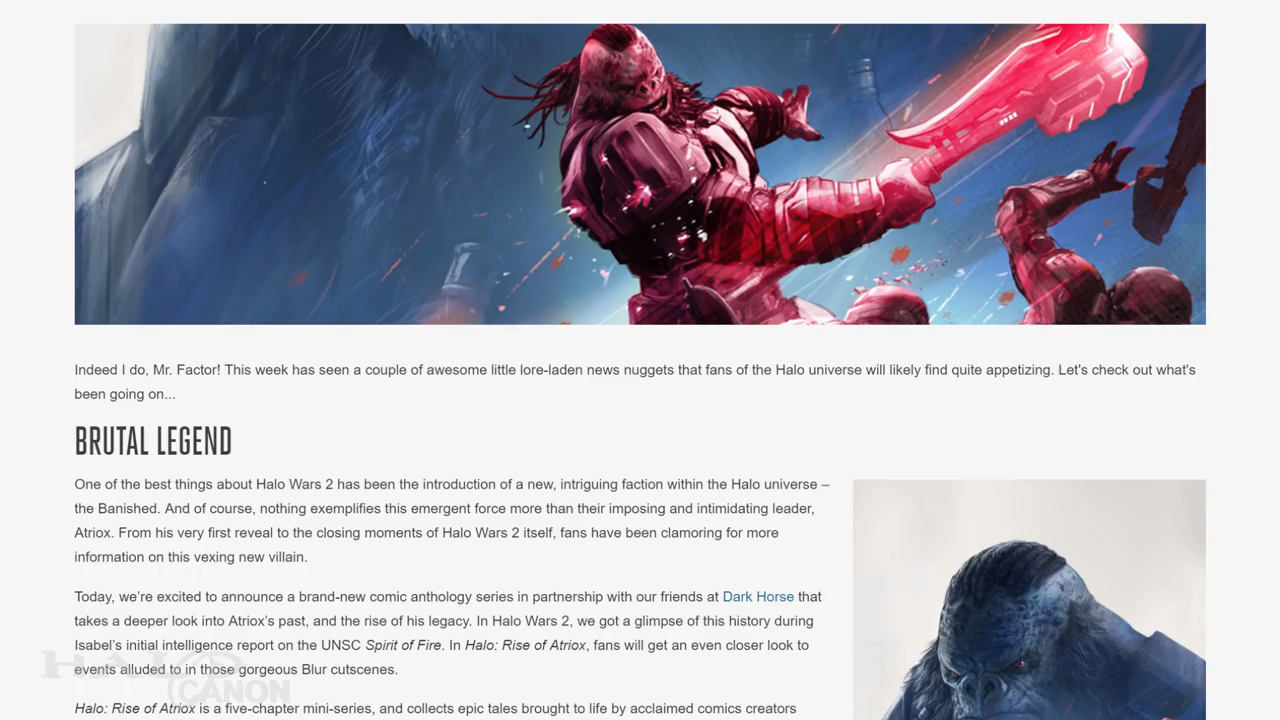 Indeed I do, Mr. Factor! This week has seen a couple of awesome little lore-laden news nuggets that fans of the Halo universe will likely find quite appetizing. Let's check out what's
been going on...
BRUTAL LEGEND
One of the best things about Halo Wars 2 has been the introduction of a new, intriguing faction within the Halo universe –
the Banished. And of course, nothing exemplifies this emergent force more than their imposing and intimidating leader,
Atriox. From his very first reveal to the closing moments of Halo Wars 2 itself, fans have been clamoring for more
information on this vexing new villain.
Today, we’re excited to announce a brand-new comic anthology series in partnership with our friends at Dark Horse that
takes a deeper look into Atriox’s past, and the rise of his legacy. In Halo Wars 2, we got a glimpse of this history during
Isabel’s initial intelligence report on the UNSC Spirit of Fire. In Halo: Rise of Atriox, fans will get an even closer look to
events alluded to in those gorgeous Blur cutscenes.
HALO
CANON
Halo: Rise of Atriox is a five-chapter mini-series, and collects epic tales brought to life by acclaimed comics creators